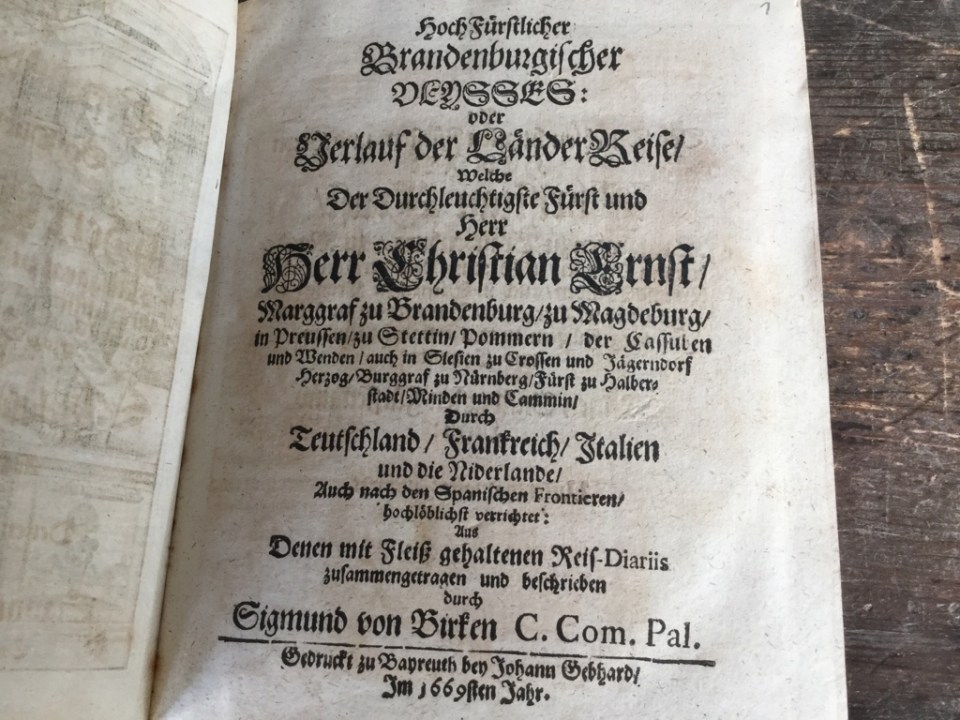 1
HochFürstlicher
Brandenburgischer
ULYSSES:
oder
Verlauf der LänderReise/
Welche
Der Durchleuchtigste Fürst und
Herr
Herr Christian Ernst/
Marggraf zu Brandenburg/zu Magdeburg/
in Preussen/zu Stettin/Pommern/ der Cassuben
und Wenden/auch in Slesien zu Crossen und Jägerndorf
Herzog/Burggraf zu Nürnberg/Fürst zu Halber-
stadt/Minden und Cammin/
Durch
Teutschland/ Frankreich/ Italien
und die Niderlande/
Auch nach den Spanischen Frontieren/
hochlöblichst verrichtet:
Aus
Denen mit Fleiß gehaltenen Reis-Diariis
zusammengetragen und beschrieben
durch
Sigmund von Birken C. Com. Pal.
Gedruckt zu Bayreuth bey Johann Gebhard/
Im 1669sten Jahr.